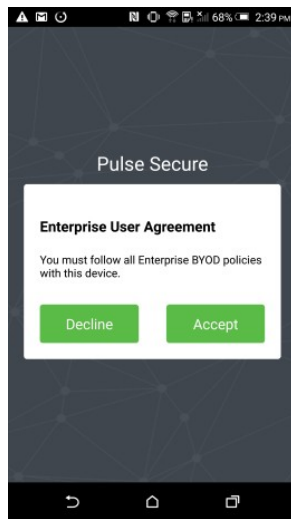 68% 2:39 PM
Pulse Secure
Enterprise User Agreement
You must follow all Enterprise BYOD policies
with this device.
Decline Accept